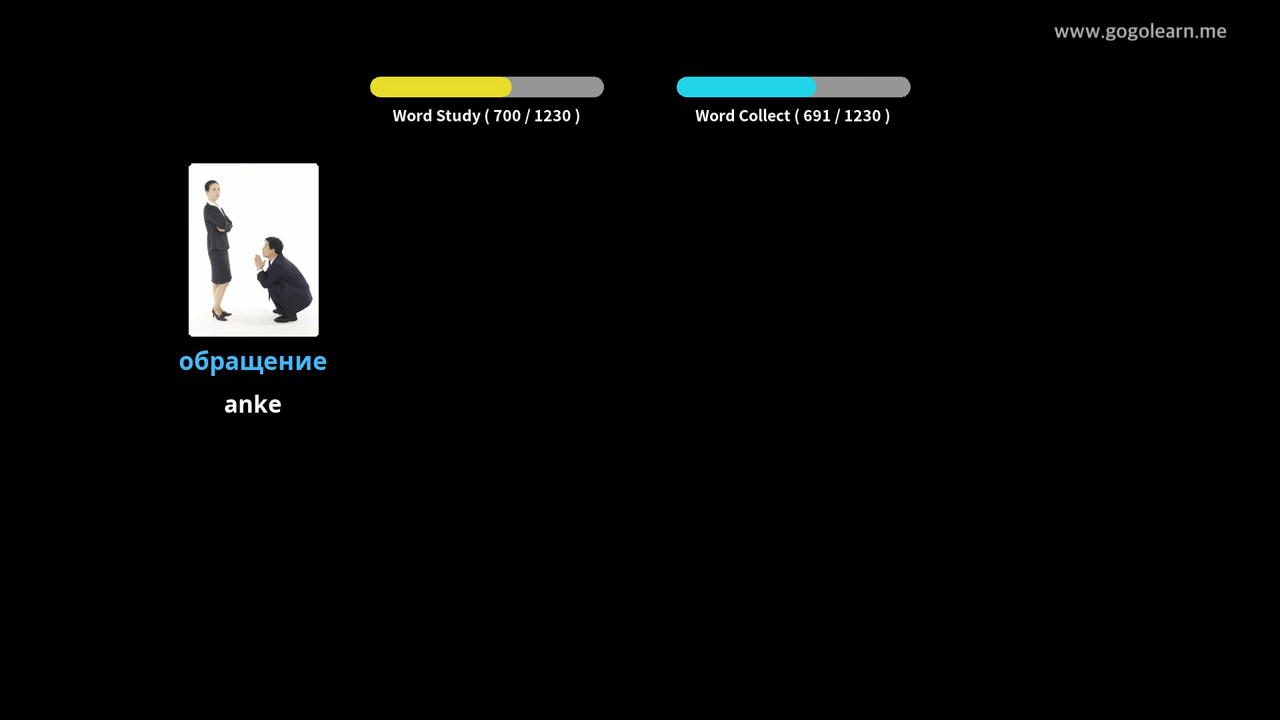 www.gogolearn.me
Word Study ( 700 / 1230 )
Word Collect ( 691 / 1230 )
обращение
anke